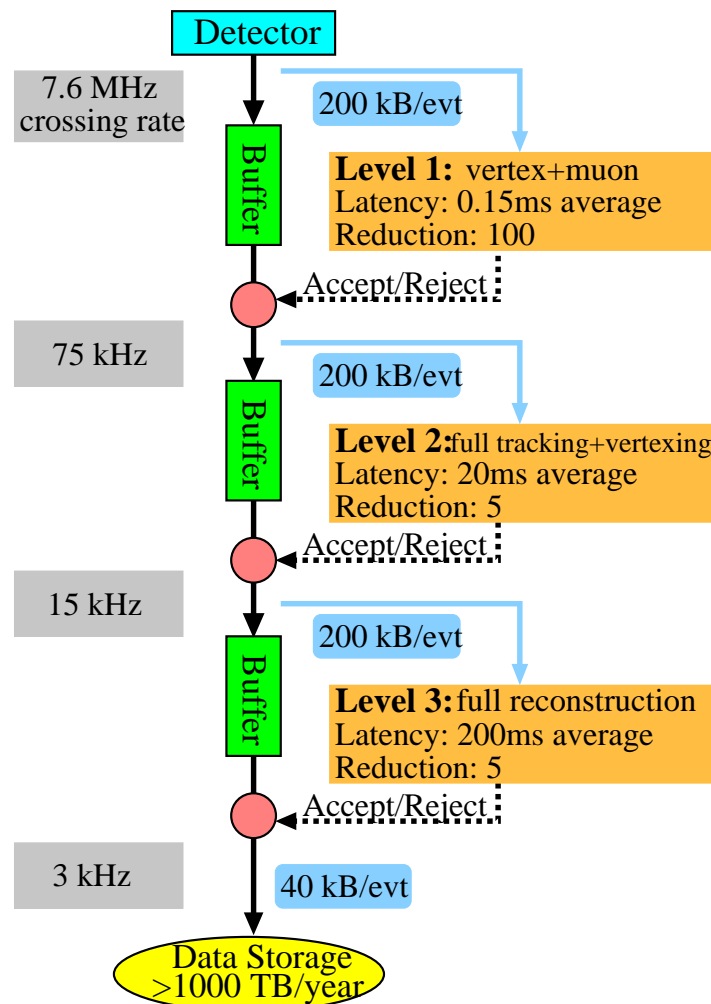 Detector
7.6 MHz
crossing rate
200 kB/evt
Buffer
Level 1: vertex+muon
Latency: 0.15ms average
Reduction: 100
Accept/Reject
75 kHz
200 kB/evt
Buffer
Level 2:full tracking+vertexing
Latency: 20ms average
Reduction: 5
Accept/Reject
15 kHz
200 kB/evt
Buffer
Level 3:full reconstruction
Latency: 200ms average
Reduction: 5
Accept/Reject
3 kHz
40 kB/evt
Data Storage
>1000 TB/year